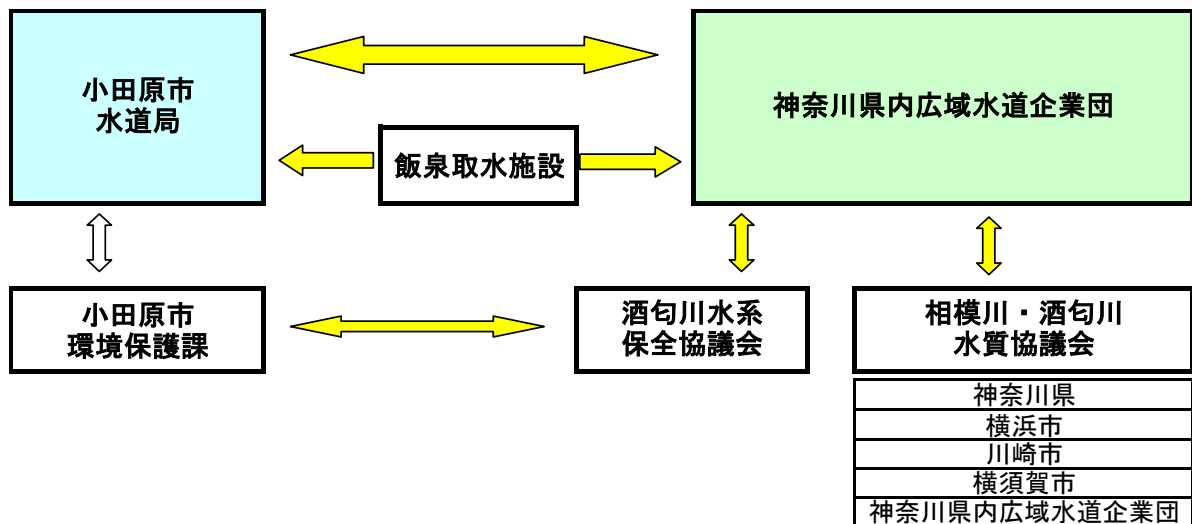 小田原市
水道局
神奈川県内広域水道企業団
飯泉取水施設
小田原市
環境保護課
酒匂川水系
保全協議会
相模川・酒匂川
水質協議会
神奈川県
横浜市
川崎市
横須賀市
神奈川県内広域水道企業団